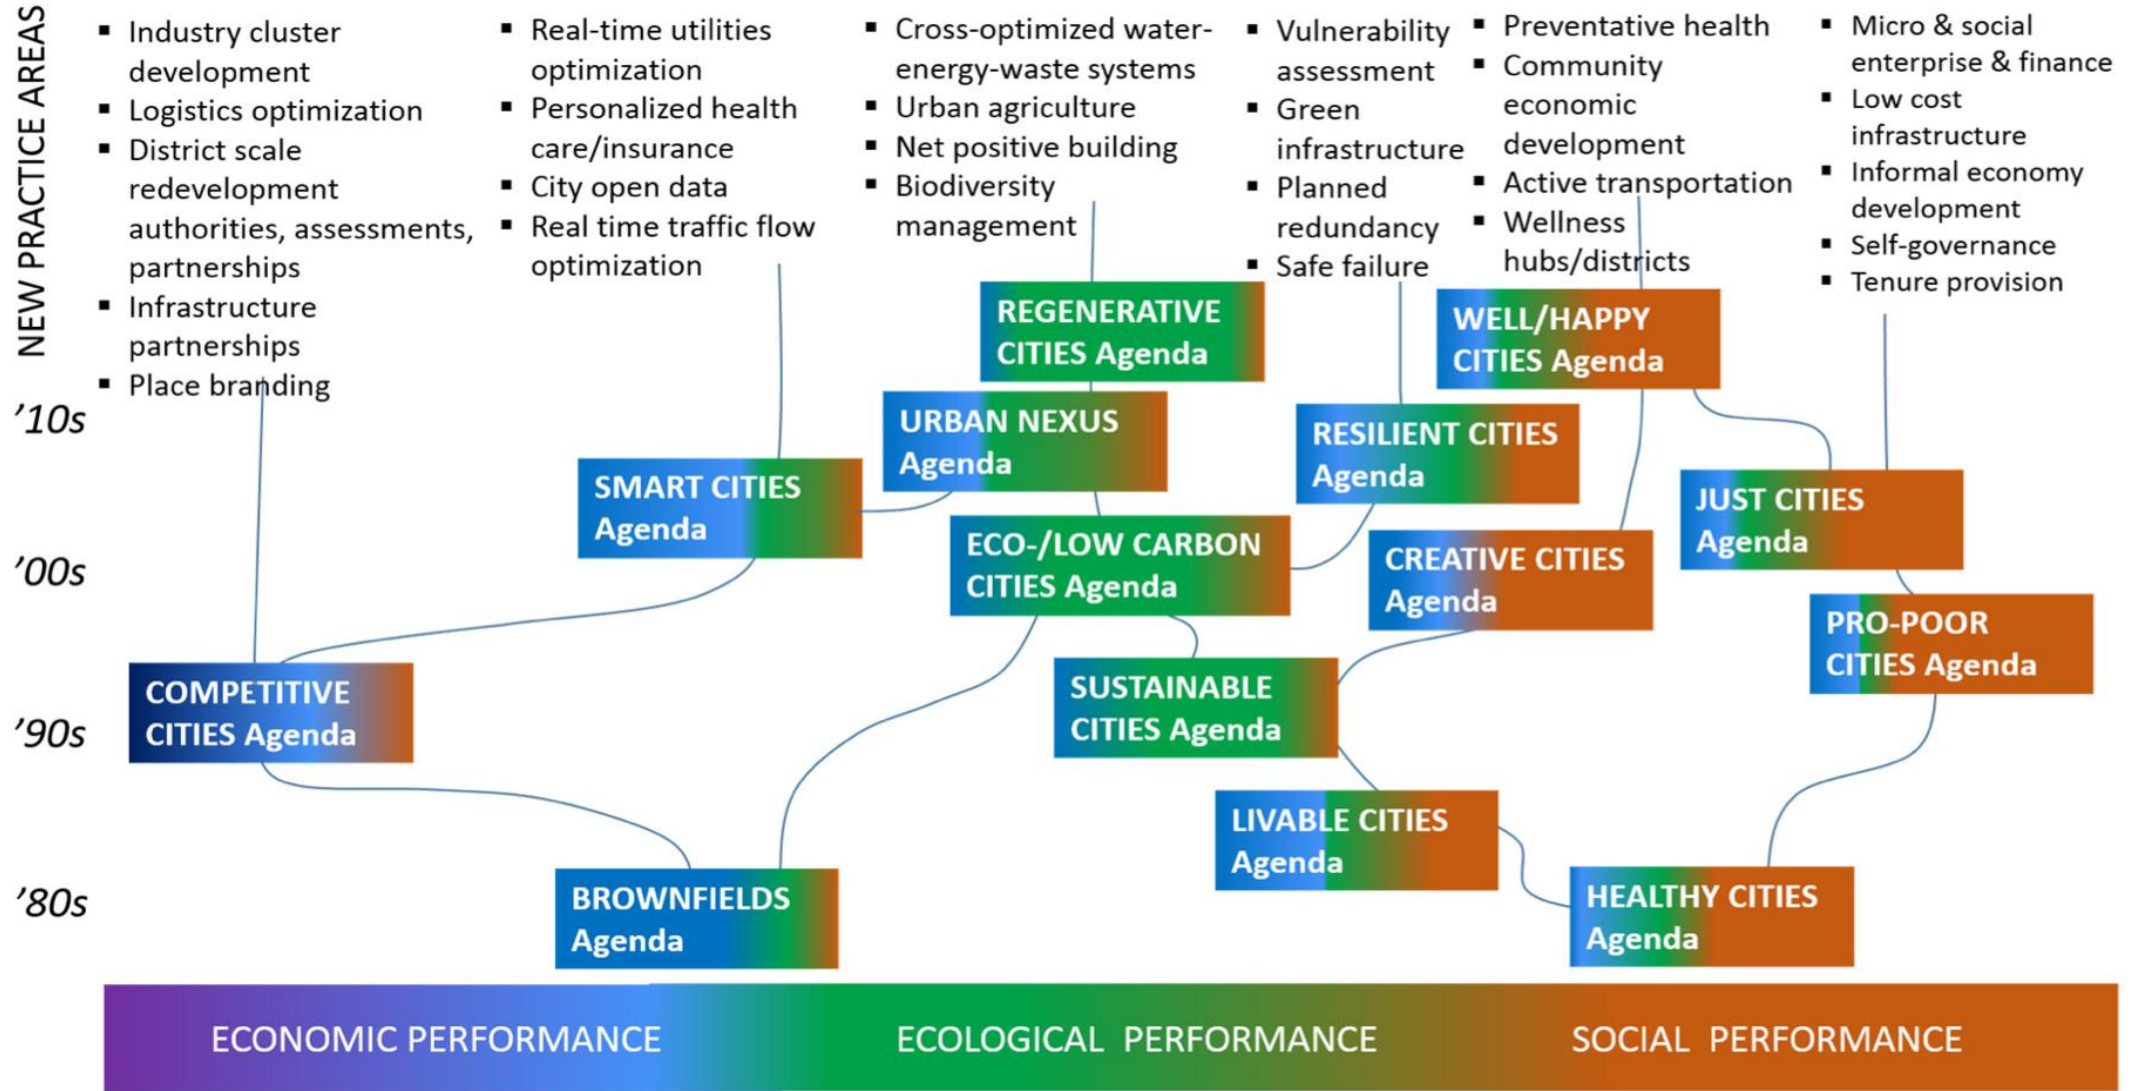 NEW PRACTICE AREAS
▪ Industry cluster
development
▪ Logistics optimization
▪ District scale
redevelopment
authorities, assessments,
partnerships
▪ Infrastructure
partnerships
▪ Place branding
▪ Real-time utilities
optimization
▪ Personalized health
care/insurance
▪ City open data
▪ Real time traffic flow
optimization
▪ Cross-optimized water-
energy-waste systems
▪ Urban agriculture
▪ Net positive building
▪ Biodiversity
management
▪ Vulnerability
assessment
▪ Green
infrastructure
▪ Planned
redundancy
▪ Safe failure
▪ Preventative health
▪ Community
economic
development
▪ Active transportation
▪ Wellness
hubs/districts
▪ Micro & social
enterprise & finance
▪ Low cost
infrastructure
▪ Informal economy
development
▪ Self-governance
▪ Tenure provision
REGENERATIVE
CITIES Agenda
WELL/HAPPY
CITIES Agenda
’10s
URBAN NEXUS
Agenda
RESILIENT CITIES
Agenda
SMART CITIES
Agenda
JUST CITIES
Agenda
’00s
ECO-/LOW CARBON
CITIES Agenda
CREATIVE CITIES
Agenda
PRO-POOR
CITIES Agenda
’90s
COMPETITIVE
CITIES Agenda
SUSTAINABLE
CITIES Agenda
LIVABLE CITIES
Agenda
’80s
BROWNFIELDS
Agenda
HEALTHY CITIES
Agenda
ECONOMIC PERFORMANCE
ECOLOGICAL PERFORMANCE
SOCIAL PERFORMANCE